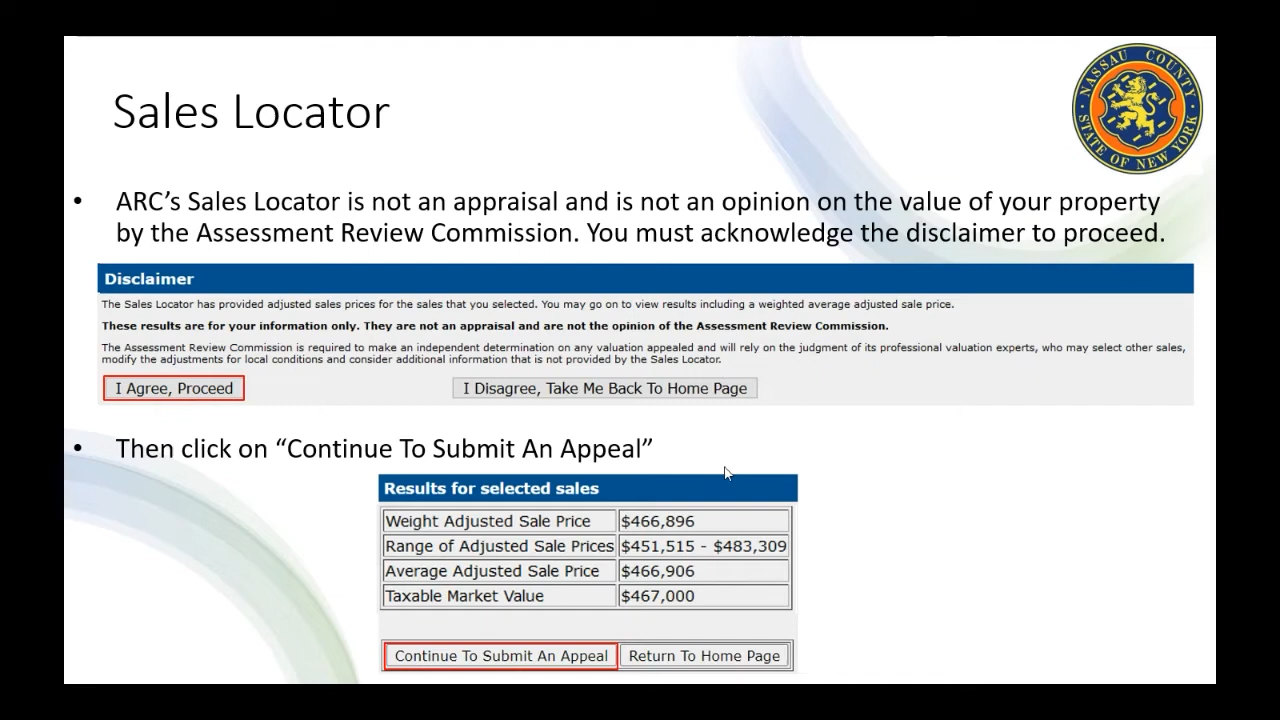 NASSAU COUNTY
STATE OF NEW YORK
Sales Locator
• ARC’s Sales Locator is not an appraisal and is not an opinion on the value of your property
by the Assessment Review Commission. You must acknowledge the disclaimer to proceed.
Disclaimer
The Sales Locator has provided adjusted sales prices for the sales that you selected. You may go on to view results including a weighted average adjusted sale price.
These results are for your information only. They are not an appraisal and are not the opinion of the Assessment Review Commission.
The Assessment Review Commission is required to make an independent determination on any valuation appealed and will rely on the judgment of its professional valuation experts, who may select other sales,
modify the adjustments for local conditions and consider additional information that is not provided by the Sales Locator.
I Agree, Proceed I Disagree, Take Me Back To Home Page
• Then click on “Continue To Submit An Appeal”
Results for selected sales
Weight Adjusted Sale Price $466,896
Range of Adjusted Sale Prices $451,515 - $483,309
Average Adjusted Sale Price $466,906
Taxable Market Value $467,000
Continue To Submit An Appeal Return To Home Page